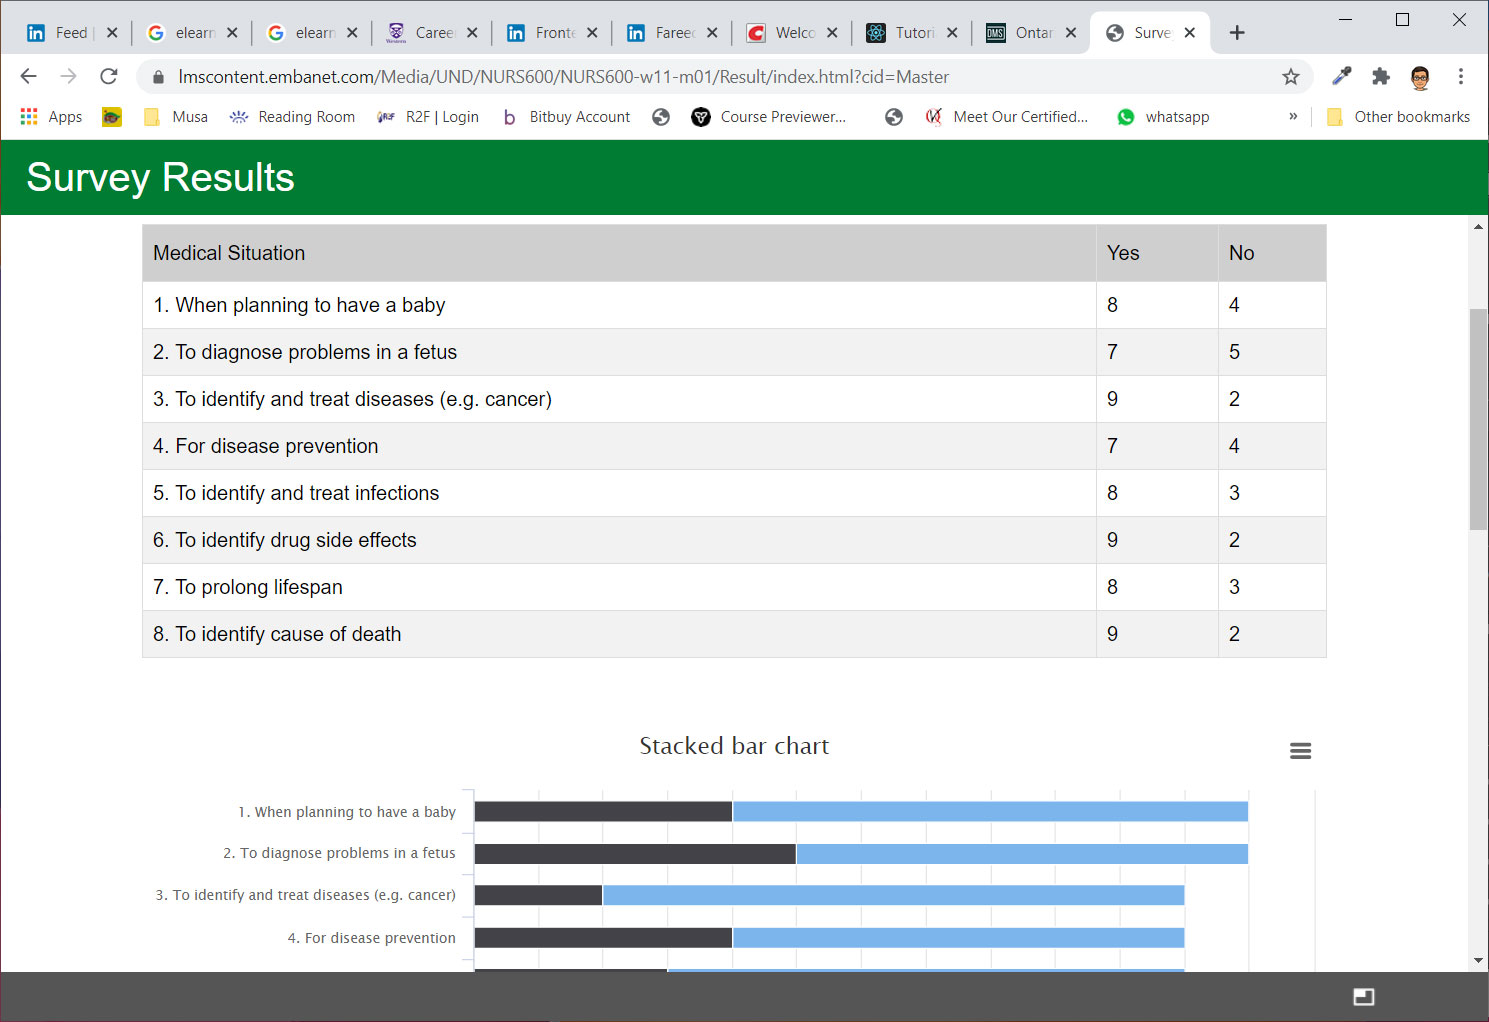 Feed
elearn
elearn
Caree
Fronte
Fareed
Welco
Tutori
Ontar
Surve
lmscontent.embanet.com/Media/UND/NURS600/NURS600-w11-m01/Result/index.html?cid=Master
Apps Musa Reading Room R2F | Login b Bitbuy Account Course Previewer... Meet Our Certified... whatsapp » Other bookmarks
Survey Results
Medical Situation Yes No
1. When planning to have a baby 8 4
2. To diagnose problems in a fetus 7 5
3. To identify and treat diseases (e.g. cancer) 9 2
4. For disease prevention 7 4
5. To identify and treat infections 8 3
6. To identify drug side effects 9 2
7. To prolong lifespan 8 3
8. To identify cause of death 9 2
Stacked bar chart
1. When planning to have a baby
2. To diagnose problems in a fetus
3. To identify and treat diseases (e.g. cancer)
4. For disease prevention